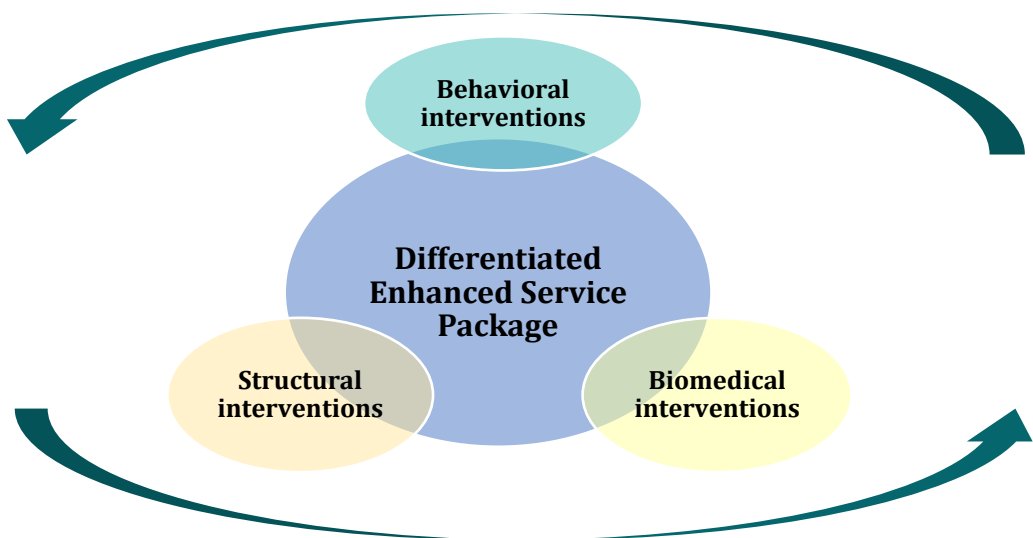 Behavioral
interventions
Differentiated
Enhanced Service
Package
Structural
interventions
Biomedical
interventions